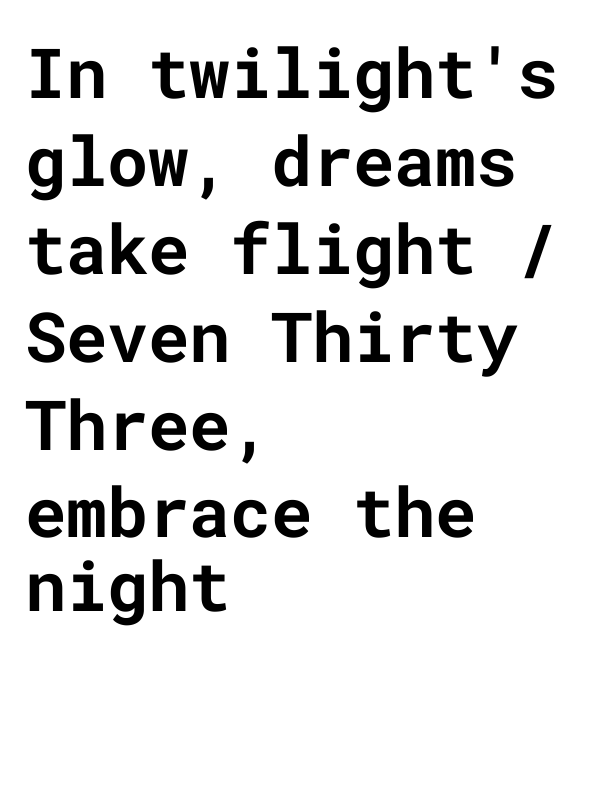 In twilight's
glow, dreams
take flight /
Seven Thirty
Three,
embrace the
night